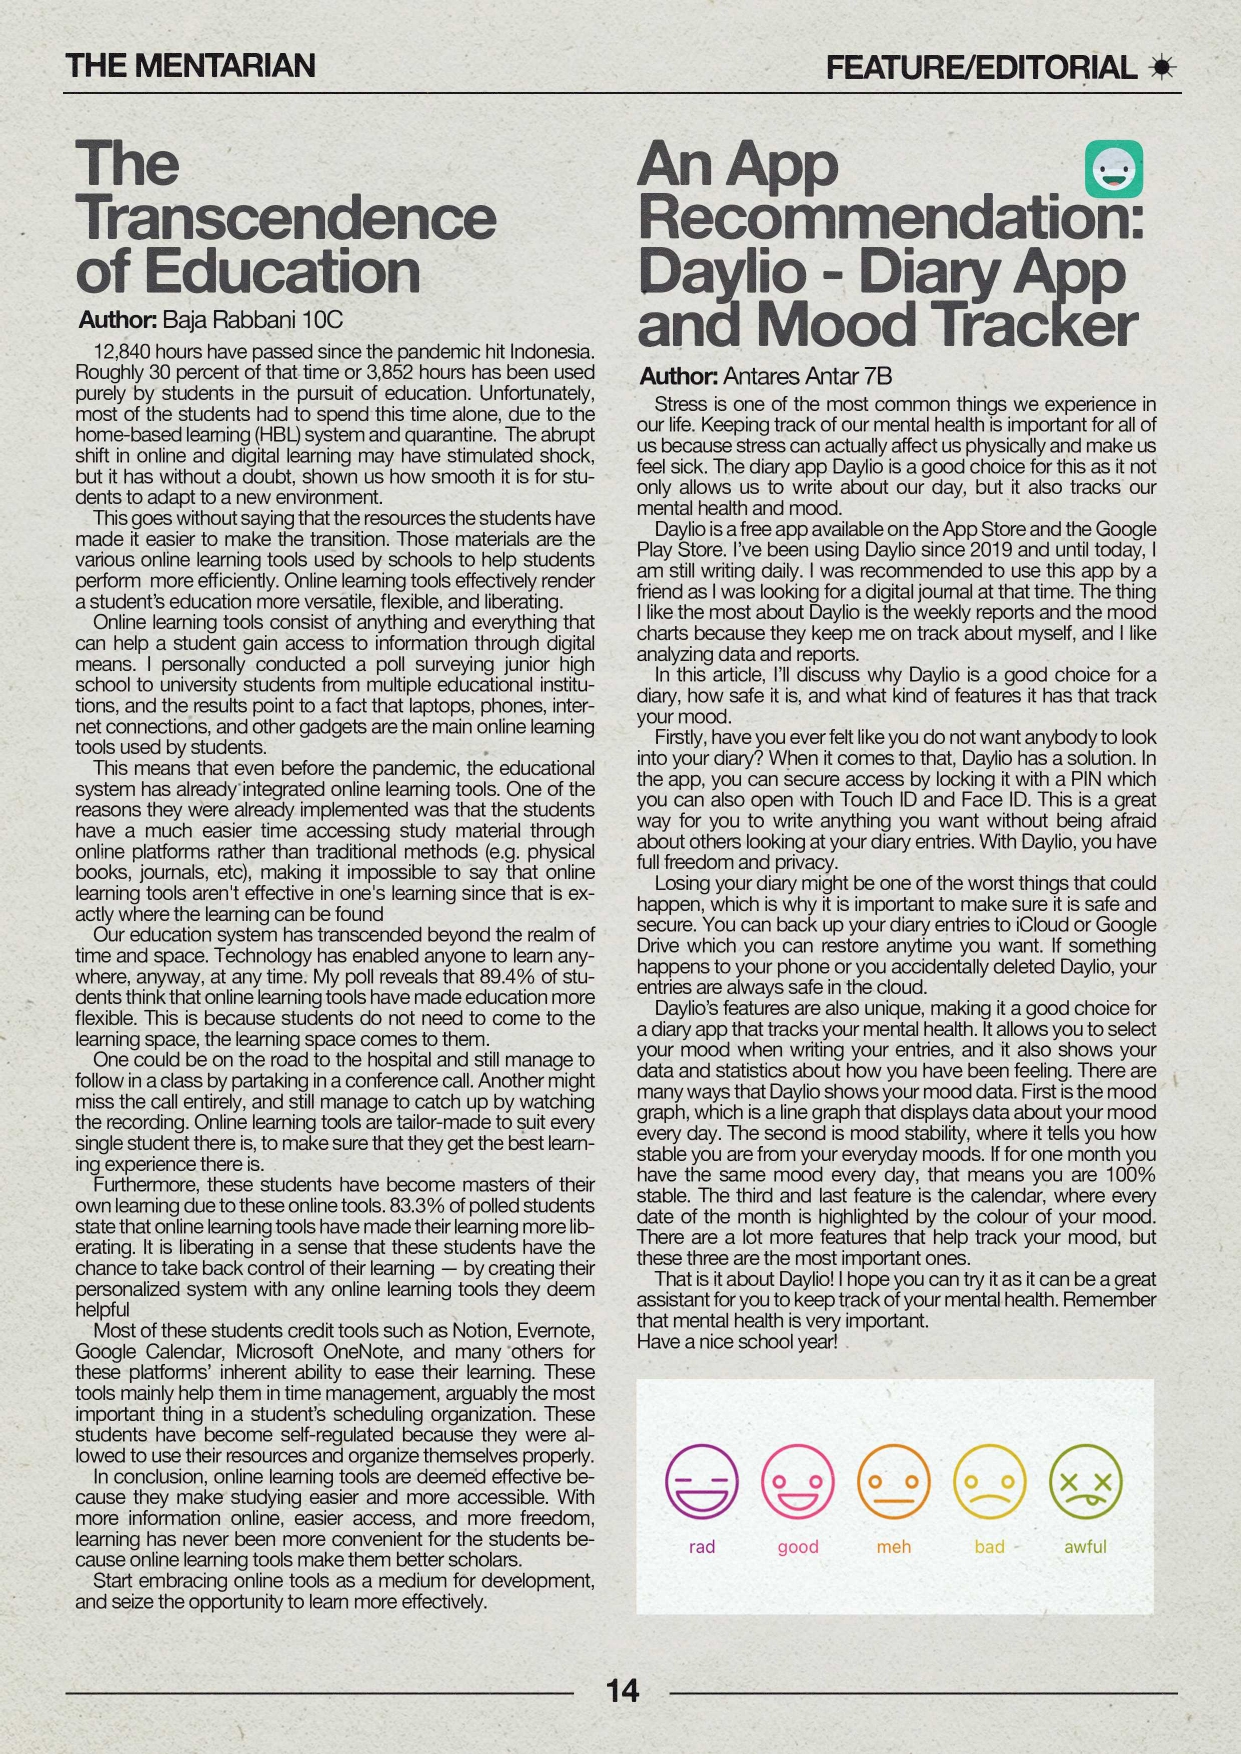 THE MENTARIAN
FEATURE/EDITORIAL
The
Transcendence
of Education
Author: Baja Rabbani 10C
12,840 hours have passed since the pandemic hit Indonesia.
Roughly 30 percent of that time or 3,852 hours has been used
purely by students in the pursuit of education. Unfortunately,
most of the students had to spend this time alone, due to the
home-based learning (HBL) system and quarantine. The abrupt
shift in online and digital learning may have stimulated shock,
but it has without a doubt, shown us how smooth it is for stu-
dents to adapt to a new environment.
This goes without saying that the resources the students have
made it easier to make the transition. Those materials are the
various online learning tools used by schools to help students
perform more efficiently. Online learning tools effectively render
a student's education more versatile, flexible, and liberating.
Online learning tools consist of anything and everything that
can help a student gain access to information through digital
means. I personally conducted a poll surveying junior high
school to university students from multiple educational institu-
tions, and the results point to a fact that laptops, phones, inter-
net connections, and other gadgets are the main online learning
tools used by students.
This means that even before the pandemic, the educational
system has already integrated online learning tools. One of the
reasons they were already implemented was that the students
have a much easier time accessing study material through
online platforms rather than traditional methods (e.g. physical
books, journals, etc), making it impossible to say that online
learning tools aren't effective in one's learning since that is ex-
actly where the learning can be found
Our education system has transcended beyond the realm of
time and space. Technology has enabled anyone to learn any-
where, anyway, at any time. My poll reveals that 89.4% of stu-
dents think that online learning tools have made education more
flexible. This is because students do not need to come to the
learning space, the learning space comes to them.
One could be on the road to the hospital and still manage to
follow in a class by partaking in a conference call. Another might
miss the call entirely, and still manage to catch up by watching
the recording. Online learning tools are tailor-made to suit every
single student there is, to make sure that they get the best learn-
ing experience there is.
Furthermore, these students have become masters of their
own learning due to these online tools. 83.3% of polled students
state that online learning tools have made their learning more lib-
erating. It is liberating in a sense that these students have the
chance to take back control of their learning — by creating their
personalized system with any online learning tools they deem
helpful
Most of these students credit tools such as Notion, Evernote,
Google Calendar, Microsoft OneNote, and many others for
these platforms' inherent ability to ease their learning. These
tools mainly help them in time management, arguably the most
important thing in a student's scheduling organization. These
students have become self-regulated because they were al-
lowed to use their resources and organize themselves properly.
In conclusion, online learning tools are deemed effective be-
cause they make studying easier and more accessible. With
more information online, easier access, and more freedom,
learning has never been more convenient for the students be-
cause online learning tools make them better scholars.
Start embracing online tools as a medium for development,
and seize the opportunity to learn more effectively.
An App
Recommendation:
Daylio - Diary App
and Mood Tracker
Author: Antares Antar 7B
Stress is one of the most common things we experience in
our life. Keeping track of our mental health is important for all of
us because stress can actually affect us physically and make us
feel sick. The diary app Daylio is a good choice for this as it not
only allows us to write about our day, but it also tracks our
mental health and mood.
Daylio is a free app available on the App Store and the Google
Play Store. I've been using Daylio since 2019 and until today, I
am still writing daily. I was recommended to use this app by a
friend as I was looking for a digital journal at that time. The thing
I like the most about Daylio is the weekly reports and the mood
charts because they keep me on track about myself, and I like
analyzing data and reports.
In this article, I'll discuss why Daylio is a good choice for a
diary, how safe it is, and what kind of features it has that track
your mood.
Firstly, have you ever felt like you do not want anybody to look
into your diary? When it comes to that, Daylio has a solution. In
the app, you can secure access by locking it with a PIN which
you can also open with Touch ID and Face ID. This is a great
way for you to write anything you want without being afraid
about others looking at your diary entries. With Daylio, you have
full freedom and privacy.
Losing your diary might be one of the worst things that could
happen, which is why it is important to make sure it is safe and
secure. You can back up your diary entries to iCloud or Google
Drive which you can restore anytime you want. If something
happens to your phone or you accidentally deleted Daylio, your
entries are always safe in the cloud.
Daylio's features are also unique, making it a good choice for
a diary app that tracks your mental health. It allows you to select
your mood when writing your entries, and it also shows your
data and statistics about how you have been feeling. There are
many ways that Daylio shows your mood data. First is the mood
graph, which is a line graph that displays data about your mood
every day. The second is mood stability, where it tells you how
stable you are from your everyday moods. If for one month you
have the same mood every day, that means you are 100%
stable. The third and last feature is the calendar, where every
date of the month is highlighted by the colour of your mood.
There are a lot more features that help track your mood, but
these three are the most important ones.
That is it about Daylio! I hope you can try it as it can be a great
assistant for you to keep track of your mental health. Remember
that mental health is very important.
Have a nice school year!
rad
good
meh
bad
awful
14